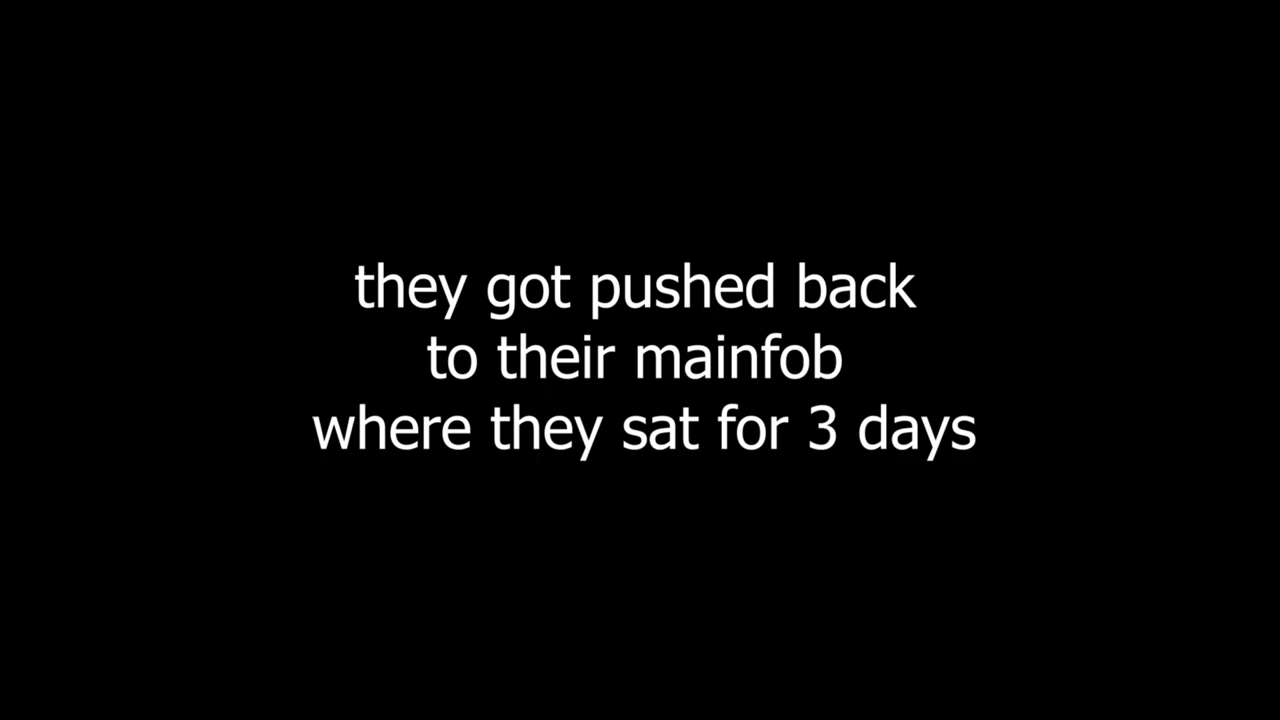 they got pushed back
to their mainfob
where they sat for 3 days